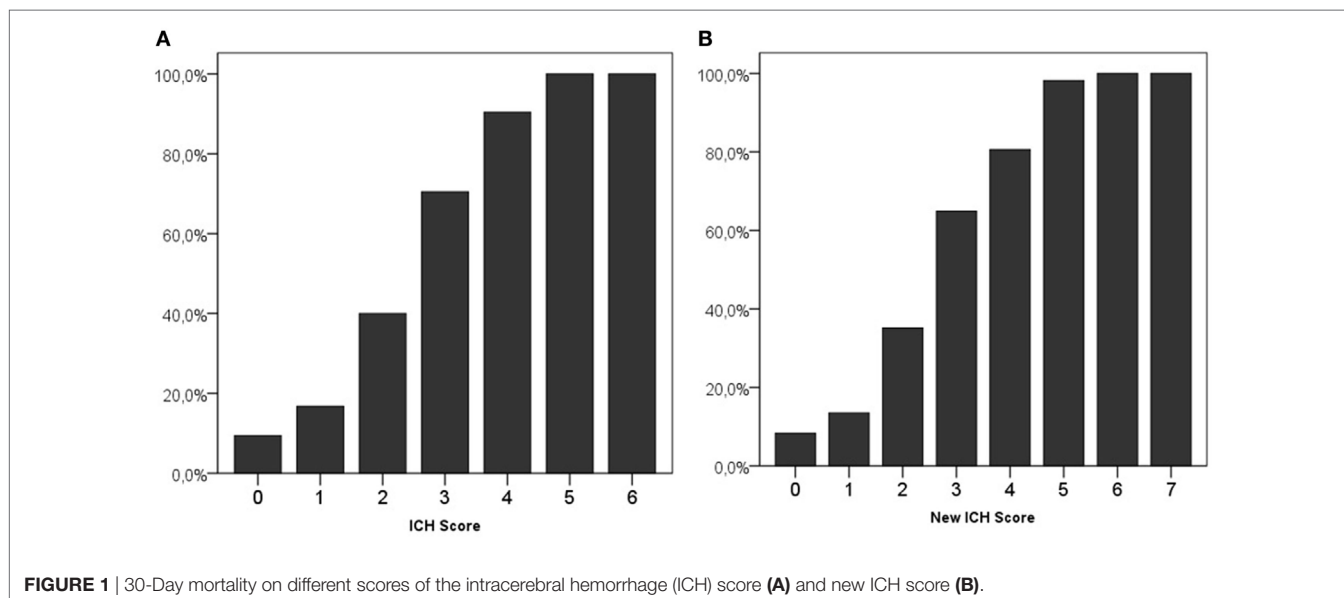 A
100,0%
80,0%
60,0%
40,0%
20,0%
0,0%
0 1 2 3 4 5 6
ICH Score
B
100,0%
80,0%
60,0%
40,0%
20,0%
0,0%
0 1 2 3 4 5 6 7
New ICH Score
FIGURE 1 | 30-Day mortality on different scores of the intracerebral hemorrhage (ICH) score (A) and new ICH score (B).